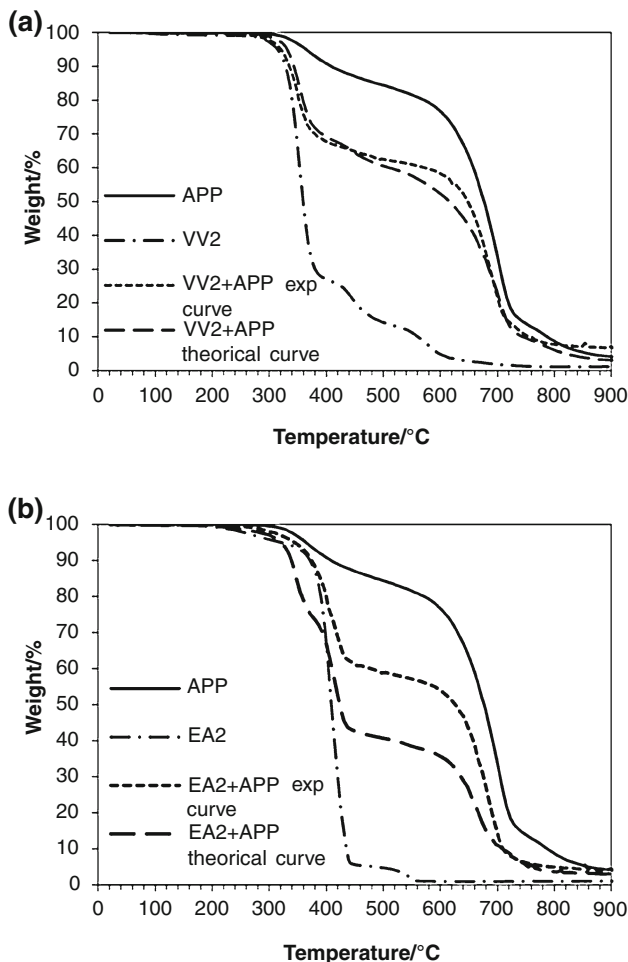 (a)
100
90
80
70
60
50
40
30
20
10
0
Weight/%
APP
VV2
VV2+APP exp
curve
VV2+APP
theorical curve
0 100 200 300 400 500 600 700 800 900
Temperature/°C
(b)
100
90
80
70
60
50
40
30
20
10
0
Weight/%
APP
EA2
EA2+APP exp
curve
EA2+APP
theorical curve
0 100 200 300 400 500 600 700 800 900
Temperature/°C